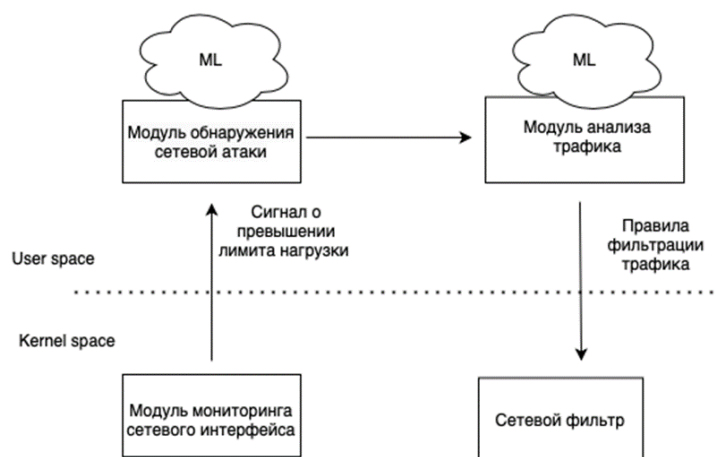 ML
ML
Модуль обнаружения
сетевой атаки
Модуль анализа
трафика
Сигнал о
превышении
лимита нагрузки
Правила
фильтрации
трафика
User space
Kernel space
Модуль мониторинга
сетевого интерфейса
Сетевой фильтр